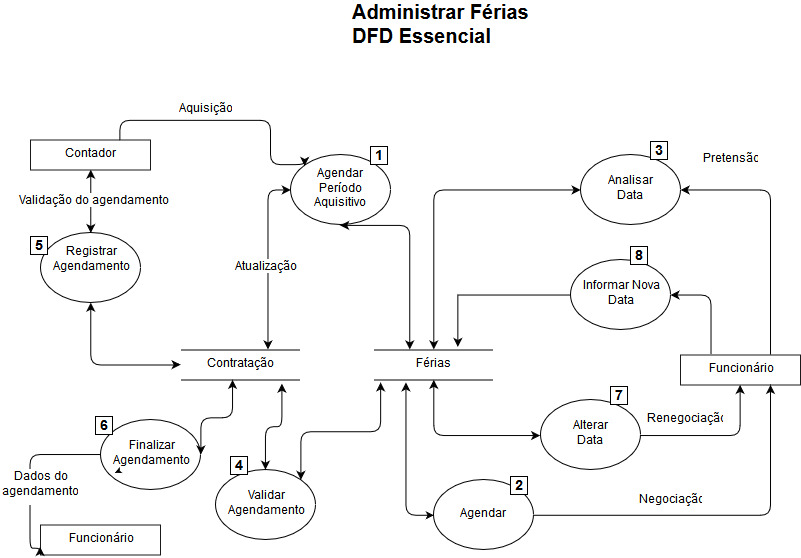 Administrar Férias
DFD Essencial
Aquisição
1
3
Contador
Agendar
Período
Aquisitivo
Analisar
Data
Pretensão
Validação do agendamento
5
Registrar
Agendamento
Atualização
8
Informar Nova
Data
Contratação
Férias
Funcionário
7
6
Finalizar
Agendamento
Alterar
Data
Renegociação
4
2
Dados do
agendamento
Validar
Agendamento
Agendar
Negociação
Funcionário